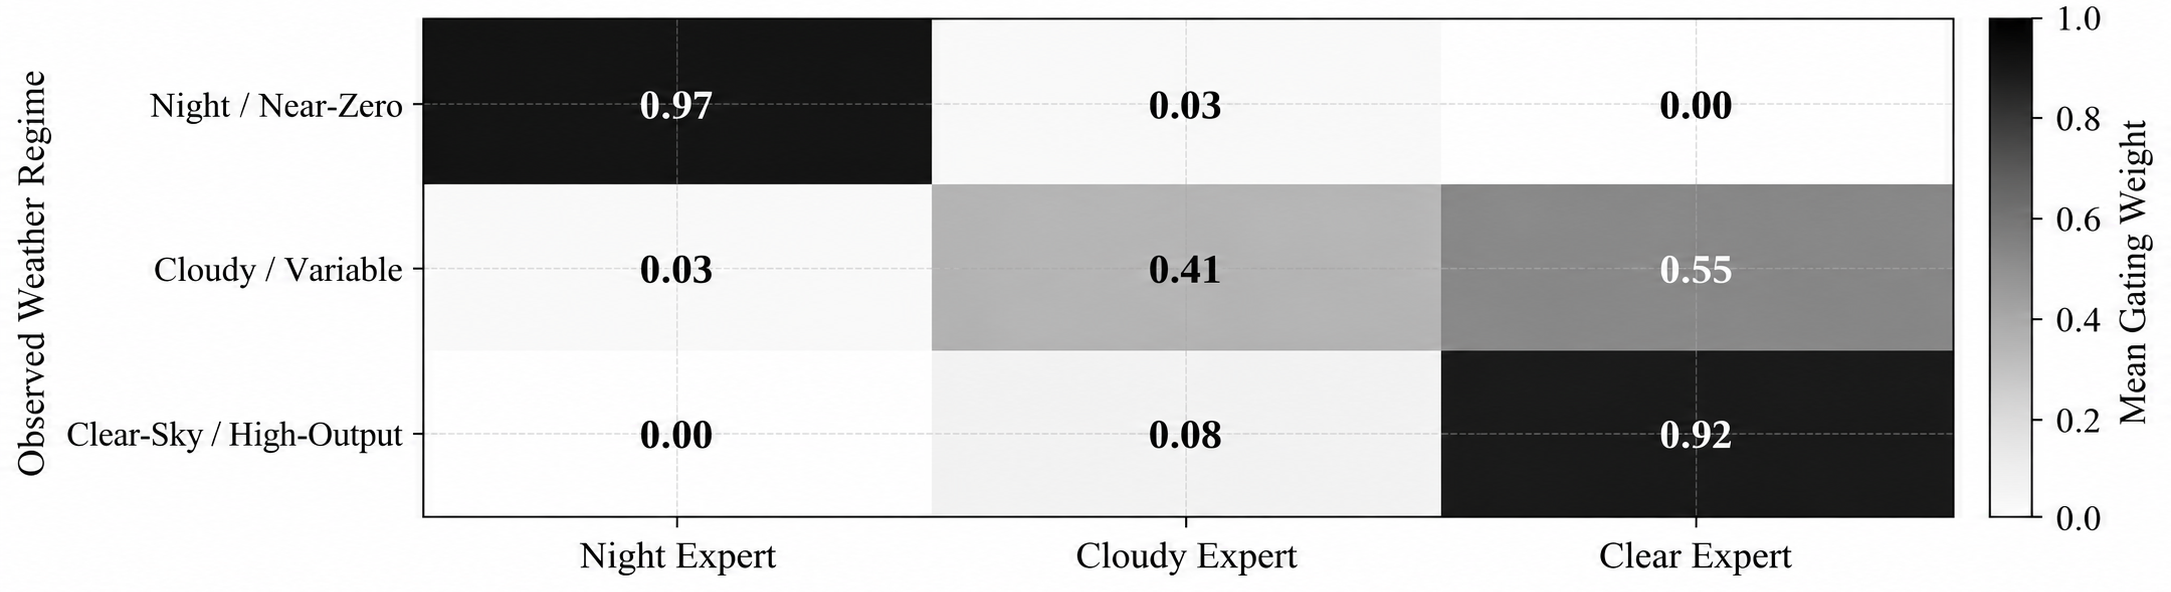 Observed Weather Regime
Night / Near-Zero
0.97
0.03
0.00
Cloudy / Variable
0.03
0.41
0.55
Clear-Sky / High-Output
0.00
0.08
0.92
Night Expert
Cloudy Expert
Clear Expert
1.0
0.8
0.6
0.4
0.2
0.0
Mean Gating Weight